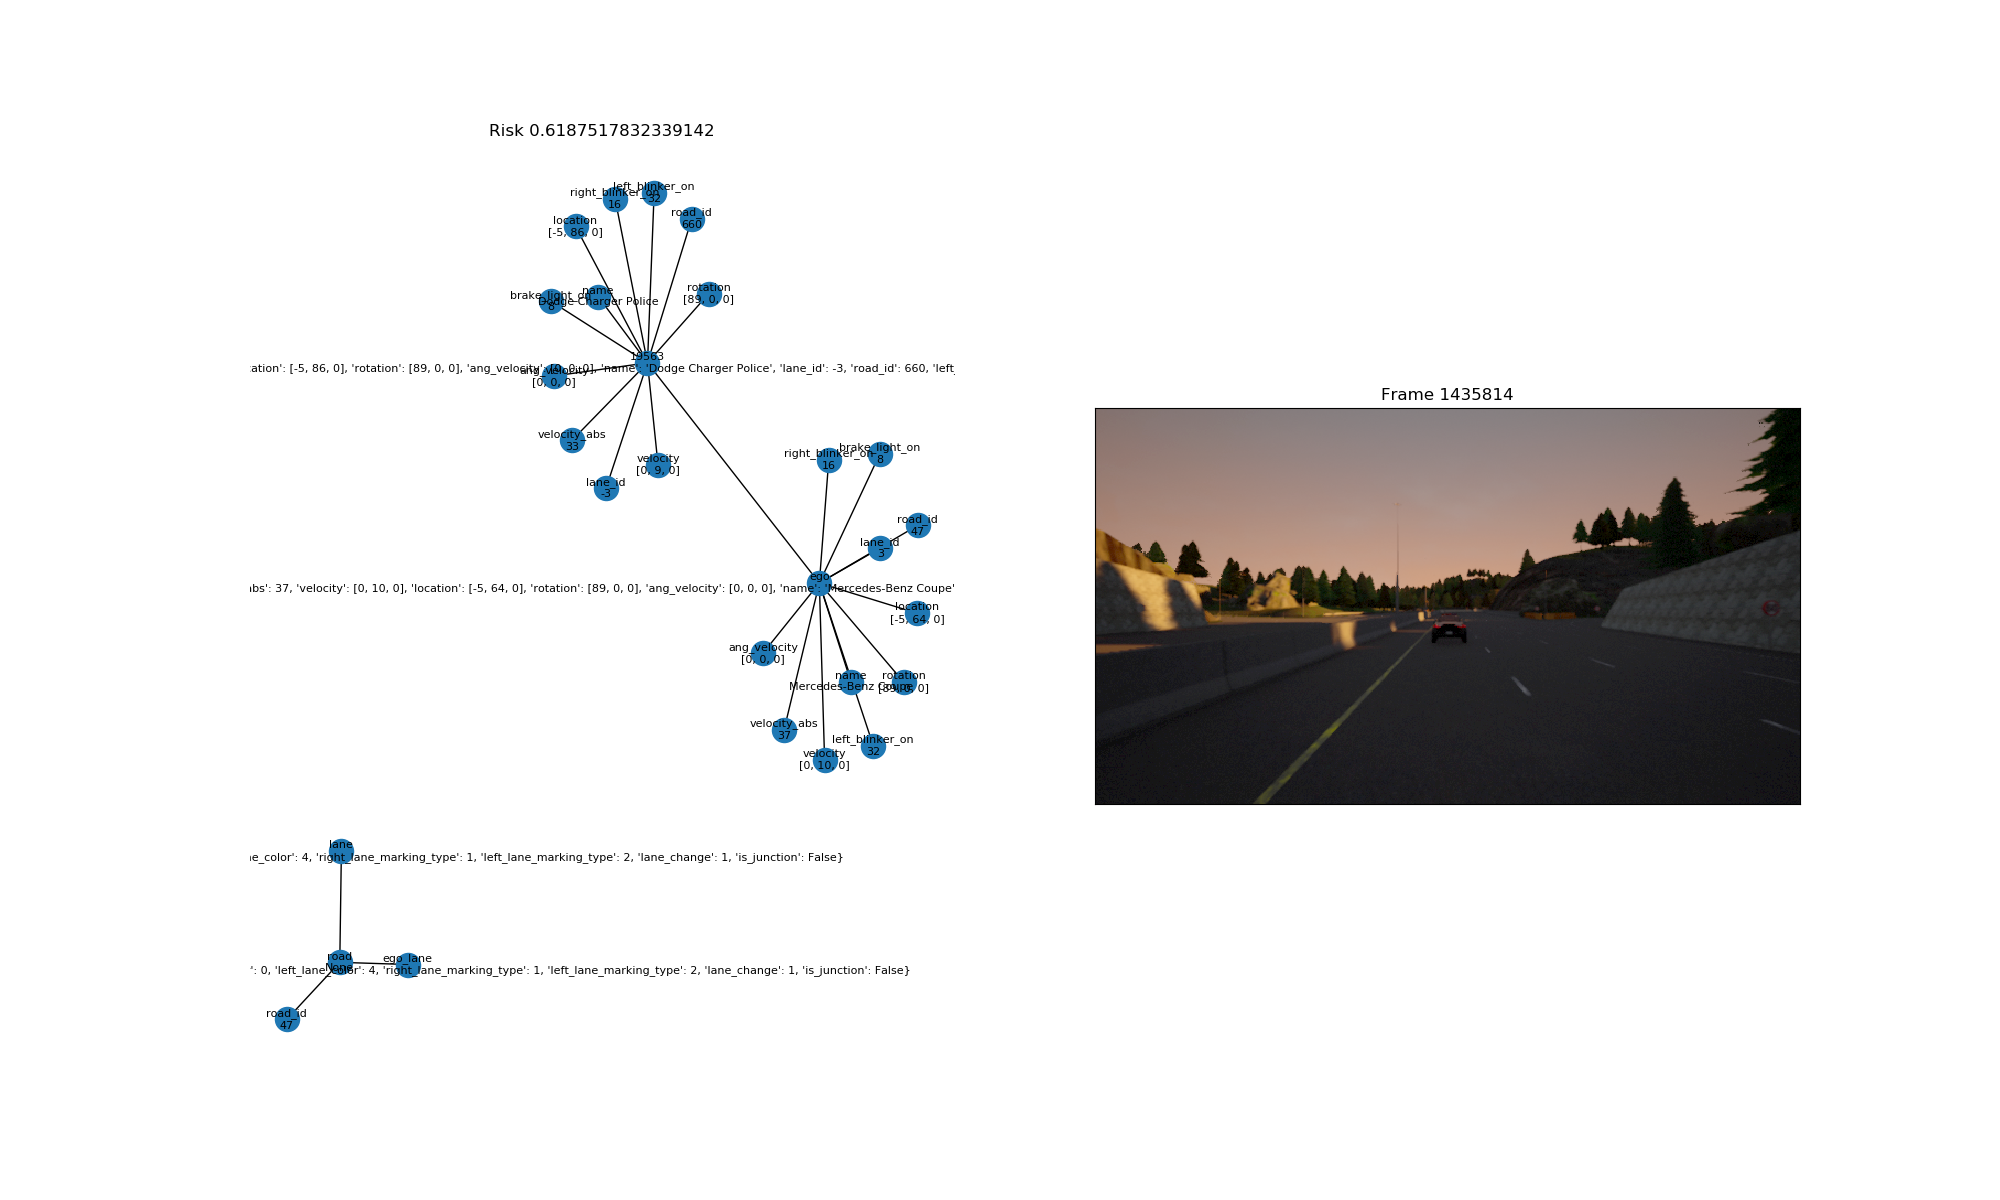 Risk 0.6187517832339142
left_blinker_on
32
right_blinker_on
16
road_id
660
location
[-5, 86, 0]
rotation
[89, 0, 0]
name
Dodge Charger Police
brake_light_on
8
19563
ation': [-5, 86, 0], 'rotation': [89, 0, 0], 'ang_velocity': [0, 0, 0], 'name': 'Dodge Charger Police', 'lane_id': -3, 'road_id': 660, 'left_
ang_velocity
[0, 0, 0]
velocity_abs
33
velocity
[0, 9, 0]
lane_id
-3
brake_light_on
8
right_blinker_on
16
road_id
47
lane_id
3
ego
abs': 37, 'velocity': [0, 10, 0], 'location': [-5, 64, 0], 'rotation': [89, 0, 0], 'ang_velocity': [0, 0, 0], 'name': 'Mercedes-Benz Coupe'
location
[-5, 64, 0]
ang_velocity
[0, 0, 0]
name
Mercedes-Benz Coupe
rotation
[89, 0, 0]
velocity_abs
37
left_blinker_on
32
velocity
[0, 10, 0]
lane
ne_color': 4, 'right_lane_marking_type': 1, 'left_lane_marking_type': 2, 'lane_change': 1, 'is_junction': False}
road
None
ego_lane
': 0, 'left_lane_color': 4, 'right_lane_marking_type': 1, 'left_lane_marking_type': 2, 'lane_change': 1, 'is_junction': False}
road_id
47
Frame 1435814